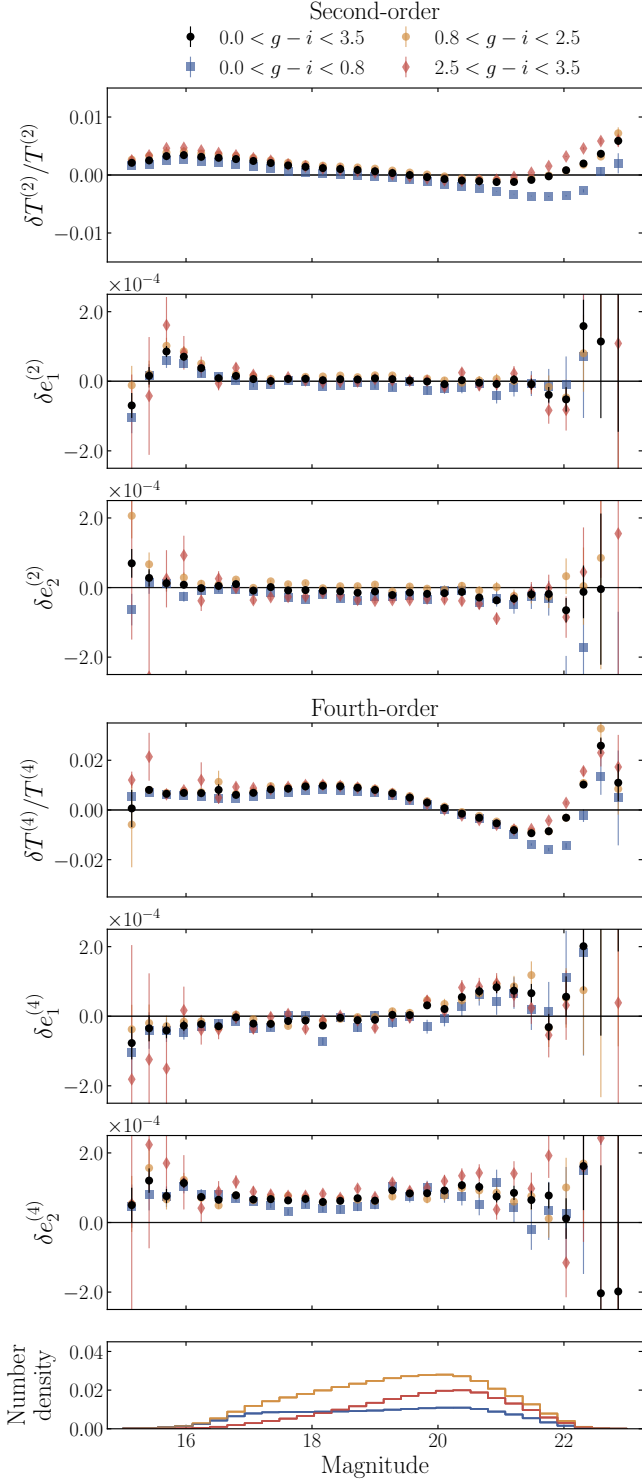 Second-order
0.0 < g − i < 3.5 0.8 < g − i < 2.5
0.0 < g − i < 0.8 2.5 < g − i < 3.5
0.01
0.00
−0.01
δT^(2)/T^(2)
×10^−4
2.0
0.0
−2.0
δe_1^(2)
×10^−4
2.0
0.0
−2.0
δe_2^(2)
Fourth-order
0.02
0.00
−0.02
δT^(4)/T^(4)
×10^−4
2.0
0.0
−2.0
δe_1^(4)
×10^−4
2.0
0.0
−2.0
δe_2^(4)
0.04
0.02
0.00
Number
density
16 18 20 22
Magnitude